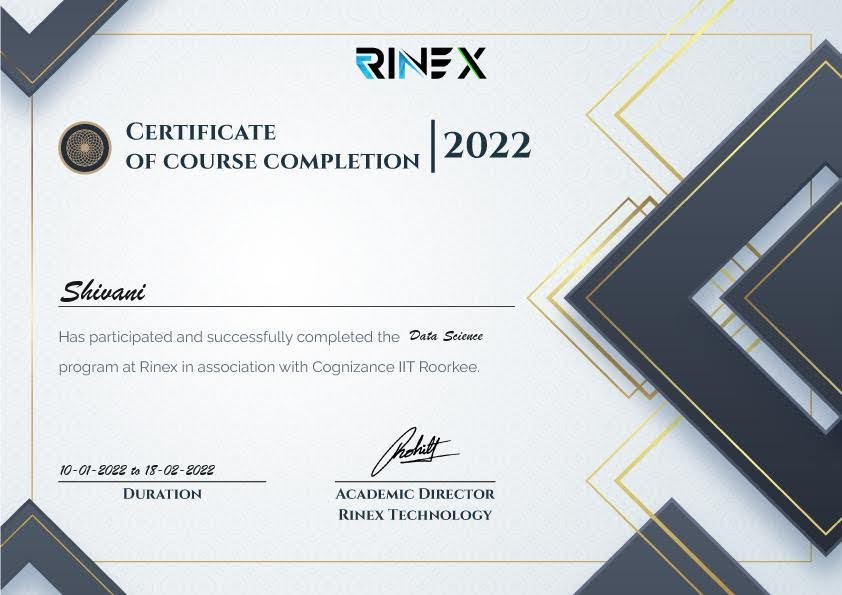 RINEX
CERTIFICATE
OF COURSE COMPLETION
2022
Shivani
Has participated and successfully completed the Data Science
program at Rinex in association with Cognizance IIT Roorkee.
10-01-2022 to 18-02-2022
DURATION
ACADEMIC DIRECTOR
RINEX TECHNOLOGY